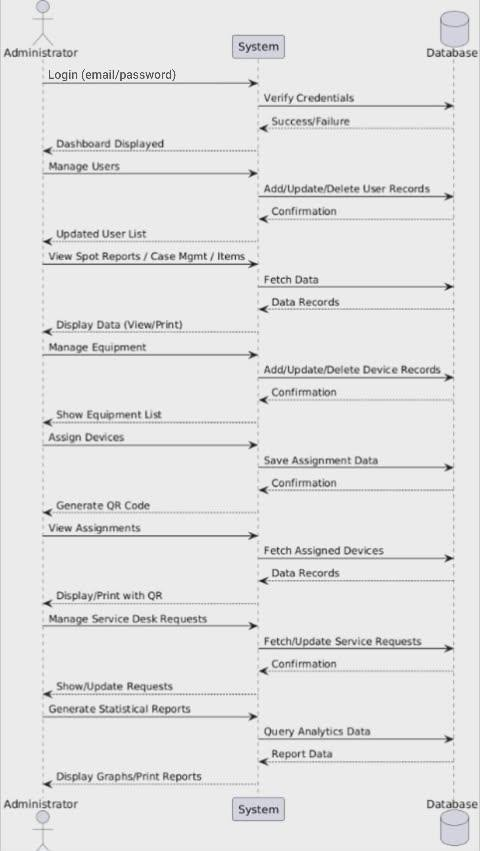 Administrator
System
Database
Login (email/password)
Verify Credentials
Success/Failure
Dashboard Displayed
Manage Users
Add/Update/Delete User Records
Confirmation
Updated User List
View Spot Reports / Case Mgmt / Items
Fetch Data
Data Records
Display Data (View/Print)
Manage Equipment
Add/Update/Delete Device Records
Confirmation
Show Equipment List
Assign Devices
Save Assignment Data
Confirmation
Generate QR Code
View Assignments
Fetch Assigned Devices
Data Records
Display/Print with QR
Manage Service Desk Requests
Fetch/Update Service Requests
Confirmation
Show/Update Requests
Generate Statistical Reports
Query Analytics Data
Report Data
Display Graphs/Print Reports
Administrator
System
Database